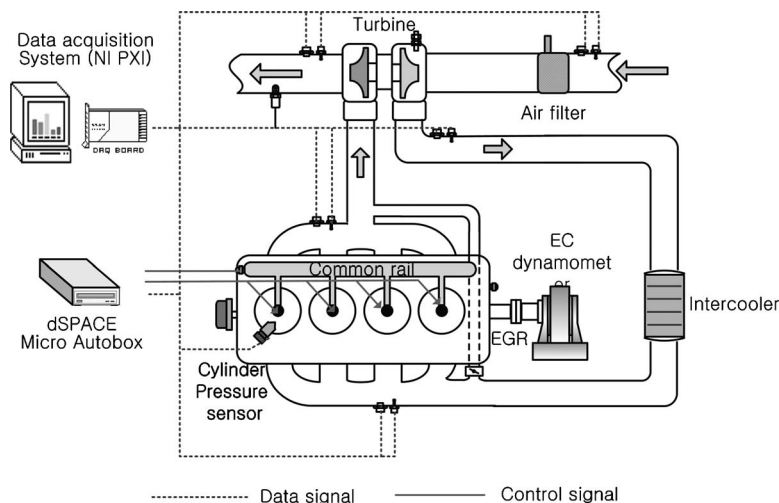 Turbine
Data acquisition
System (NI PXI)
DAQ BOARD
Air filter
Common rail
EC
dynamomet
er
Intercooler
dSPACE
Micro Autobox
EGR
Cylinder
Pressure
sensor
Data signal
Control signal